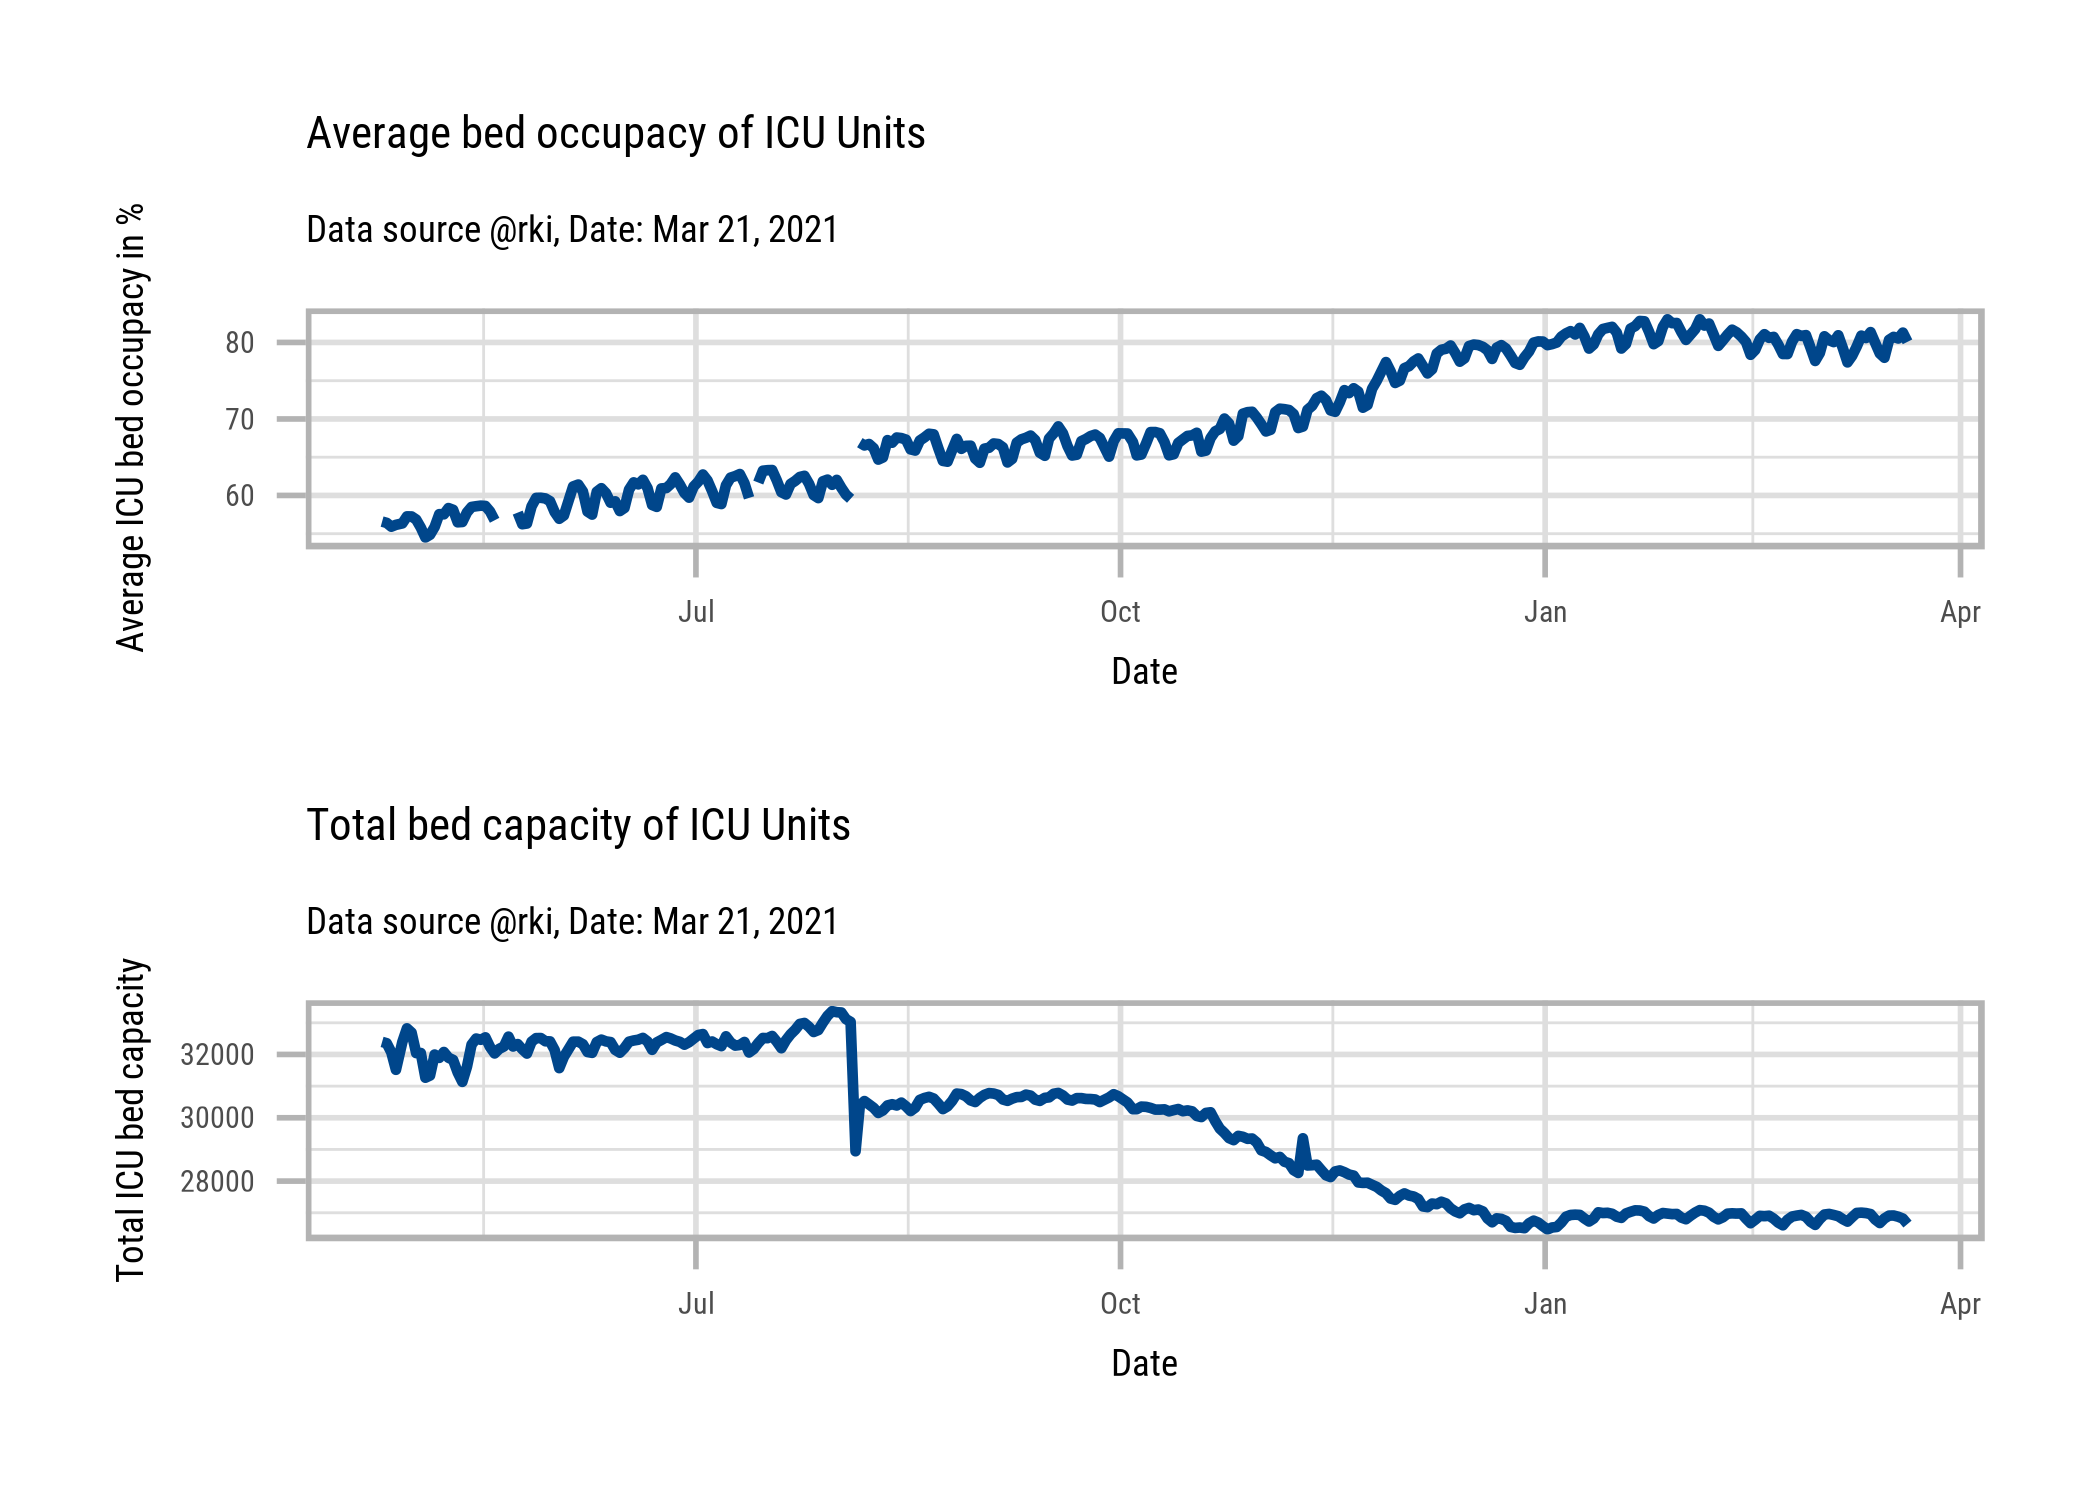 Average bed occupacy of ICU Units
Data source @rki, Date: Mar 21, 2021
Average ICU bed occupacy in %
80
70
60
Jul
Oct
Jan
Apr
Date
Total bed capacity of ICU Units
Data source @rki, Date: Mar 21, 2021
Total ICU bed capacity
32000
30000
28000
Jul
Oct
Jan
Apr
Date